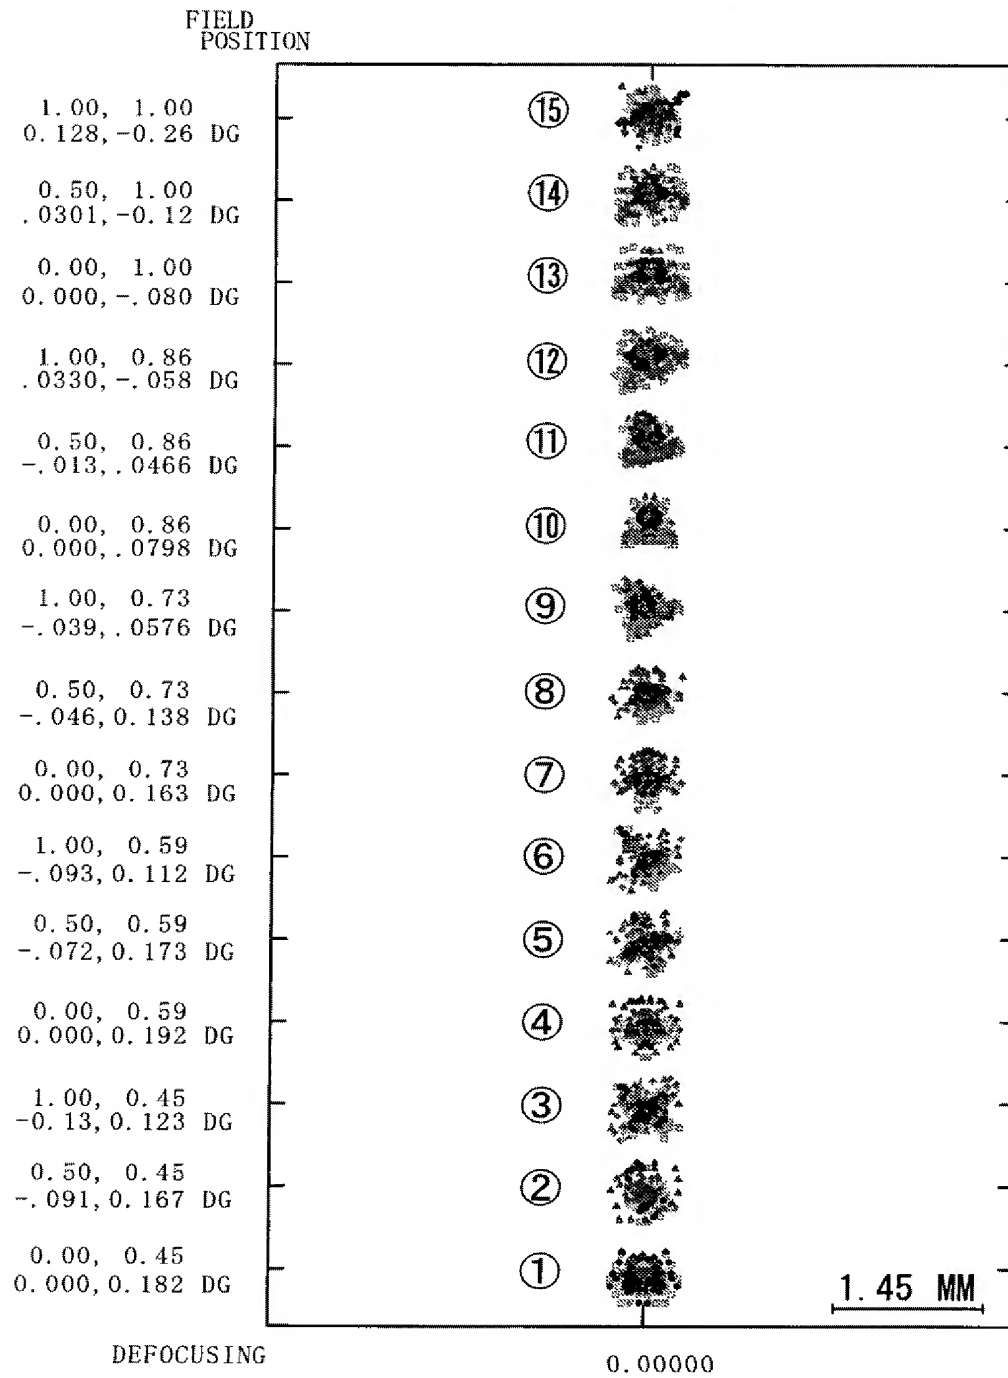 FIELD
POSITION
1.00, 1.00
0.128,-0.26 DG
⑮
0.50, 1.00
.0301,-0.12 DG
⑭
0.00, 1.00
0.000,-.080 DG
⑬
1.00, 0.86
.0330,-.058 DG
⑫
0.50, 0.86
-.013,.0466 DG
⑪
0.00, 0.86
0.000,.0798 DG
⑩
1.00, 0.73
-.039,.0576 DG
⑨
0.50, 0.73
-.046,0.138 DG
⑧
0.00, 0.73
0.000,0.163 DG
⑦
1.00, 0.59
-.093,0.112 DG
⑥
0.50, 0.59
-.072,0.173 DG
⑤
0.00, 0.59
0.000,0.192 DG
④
1.00, 0.45
-0.13,0.123 DG
③
0.50, 0.45
-.091,0.167 DG
②
0.00, 0.45
0.000,0.182 DG
①
1.45 MM
DEFOCUSING 0.00000